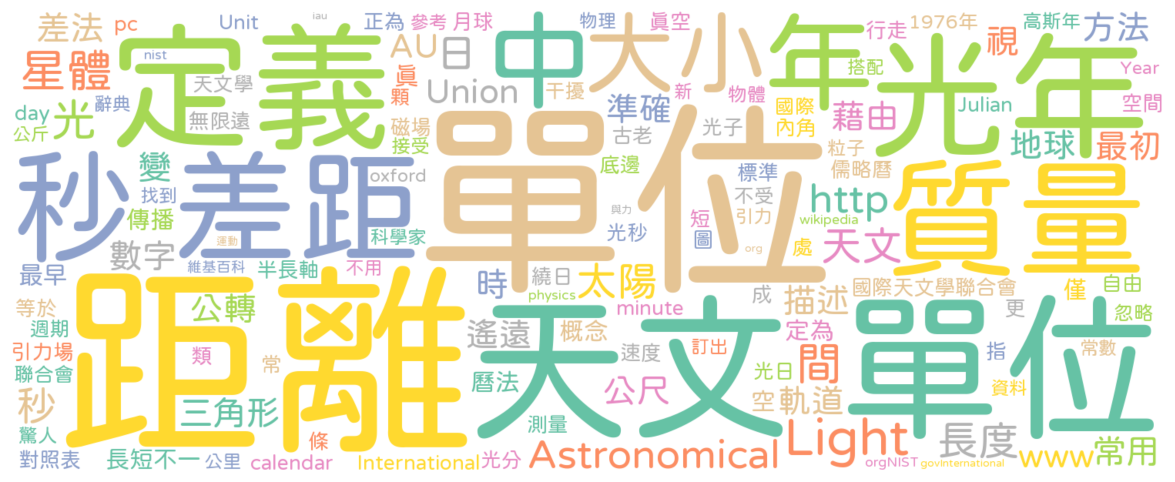 差法
pc
Unit
iau
正為
參考
月球
物理
真空
行走
1976年
高斯年
方法
星體
定義
nist
AU
日
中
大小
年
搭配
光年
視
Year
天文學
真
Union
干擾
新
物體
辭典
顆
準確
國際
藉由
Julian
空間
day
光
無限遠
磁場
古老
光子
內角
地球
最初
公斤
接受
單位
粒子
秒差距
變
底邊
標準
儒略曆
質量
找到
oxford
不受
http
傳播
與力
短
引力
wikipedia
數字
運動
科學家
光秒
org
圖
處
天文
最早
維基百科
半長軸
不用
時
繞日
太陽
成
描述
國際天文學聯合會
僅
自由
等於
距離
公轉
physics
minute
更
忽略
週期
遙遠
概念
定為
引力場
類
常
天文單位
速度
訂出
間
指
常數
聯合會
曆法
光日
資料
秒
三角形
公尺
空
軌道
驚人
測量
條
Light
長度
對照表
長短不一
公里
calendar
International
光分
Astronomical
orgNIST
govInternational
www
常用